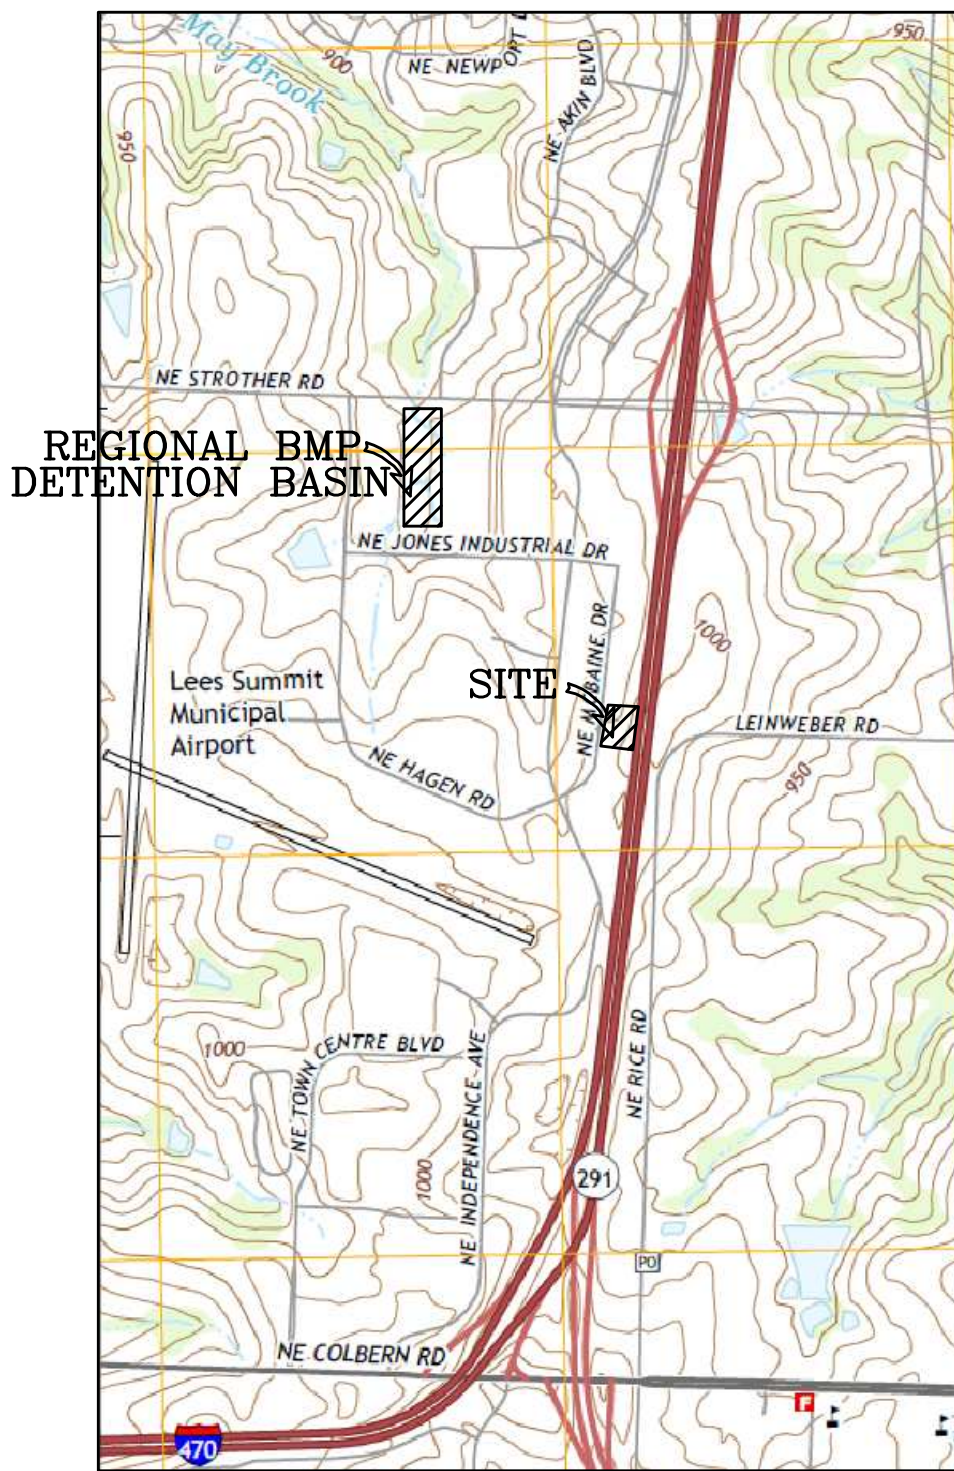 May Brook
900
950
NE NEWPORT D
NE AKIN BLVD
950
NE STROTHER RD
REGIONAL BMP
DETENTION BASIN
NE JONES INDUSTRIAL DR
1000
NE M BAINE DR
SITE
Lees Summit
Municipal
Airport
LEINWEBER RD
NE HAGEN RD
950
1000
NE TOWN CENTRE BLVD
NE INDEPENDENCE AVE
NE RICE RD
1000
291
PO
NE COLBERN RD
F
470